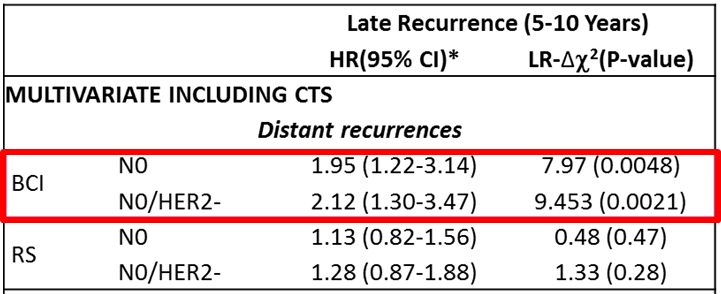 Late Recurrence (5-10 Years)
HR(95% CI)* LR-Δχ²(P-value)
MULTIVARIATE INCLUDING CTS
Distant recurrences
BCI
N0 1.95 (1.22-3.14) 7.97 (0.0048)
N0/HER2- 2.12 (1.30-3.47) 9.453 (0.0021)
RS
N0 1.13 (0.82-1.56) 0.48 (0.47)
N0/HER2- 1.28 (0.87-1.88) 1.33 (0.28)